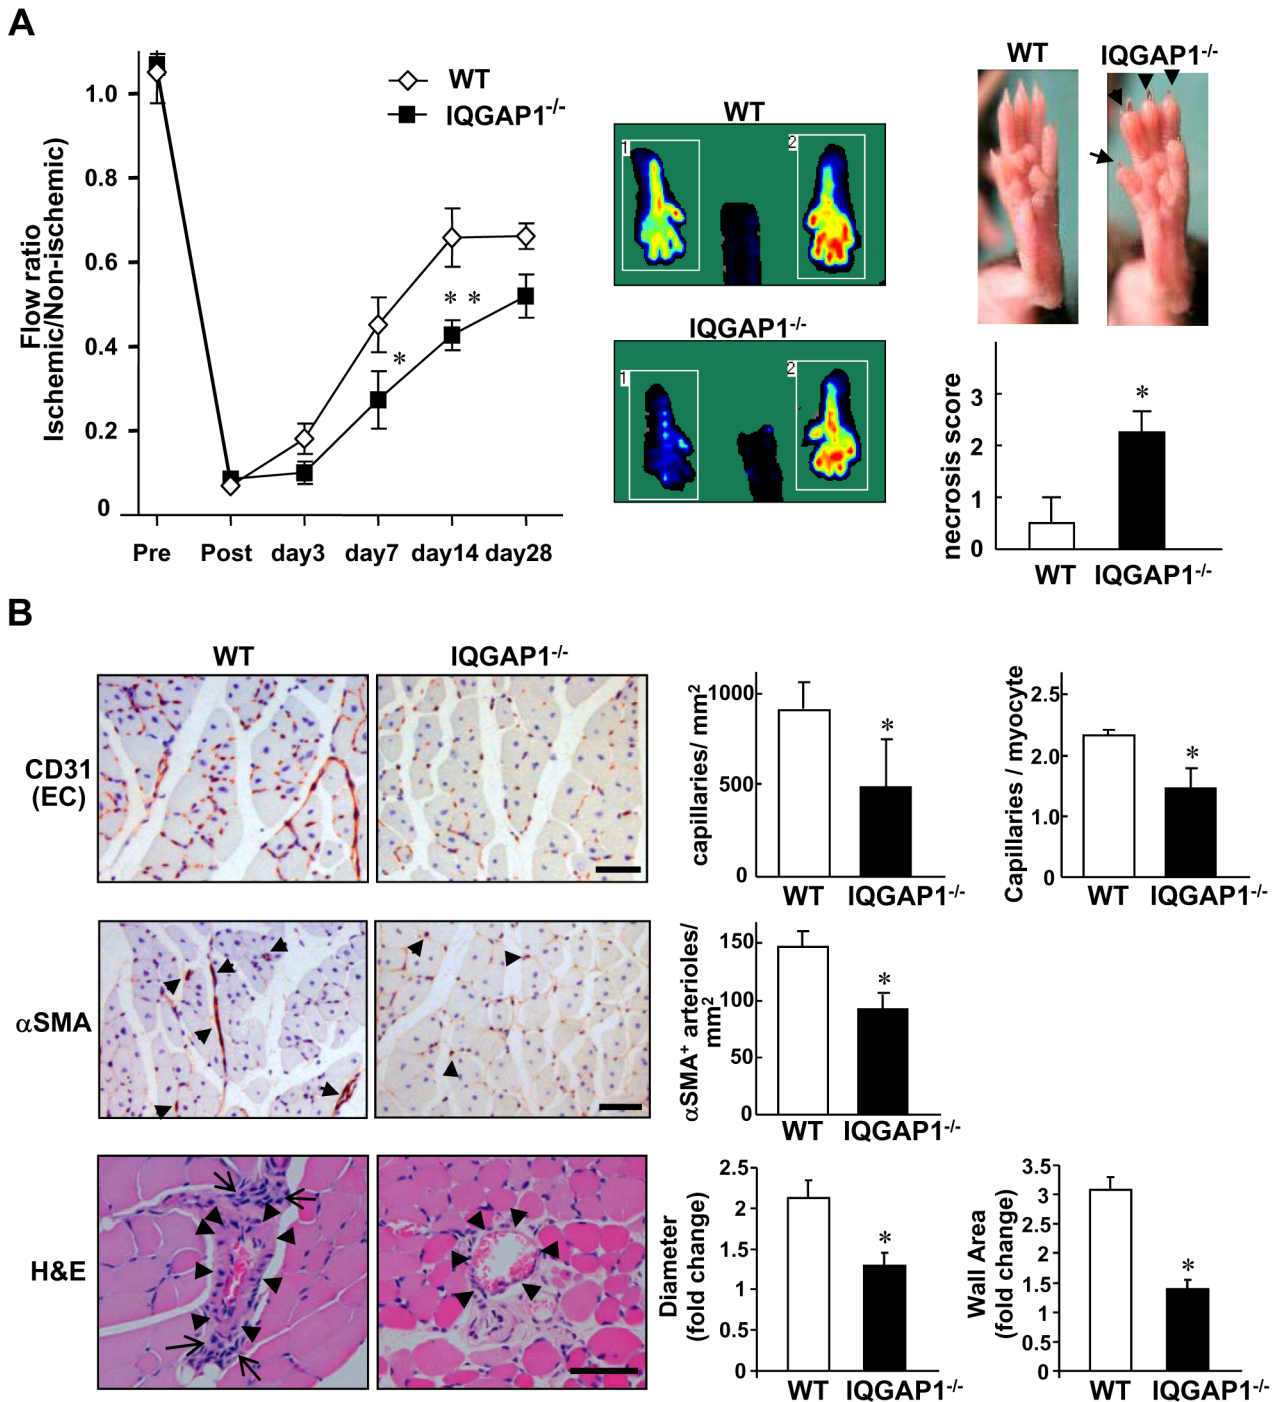 A
WT
IQGAP1-/-
Flow ratio
Ischemic/Non-ischemic)
1.0
0.8
0.6
0.4
0.2
0
* *
*
Pre Post day3 day7 day14 day28
WT
1 2
IQGAP1-/-
1 2
WT IQGAP1-/-
necrosis score
3
2
1
0
*
WT IQGAP1-/-
B
WT IQGAP1-/-
CD31
(EC)
capillaries/ mm2
1000
500
0
*
WT IQGAP1-/-
Capillaries / myocyte
2.5
2.0
1.0
0
*
WT IQGAP1-/-
αSMA
αSMA+ arterioles/
mm2
150
100
50
0
*
WT IQGAP1-/-
H&E
Diameter
(fold change)
2.5
2
1.5
1
0.5
0
*
WT IQGAP1-/-
Wall Area
(fold change)
3.5
3
2.5
2
1.5
1
0.5
0
*
WT IQGAP1-/-